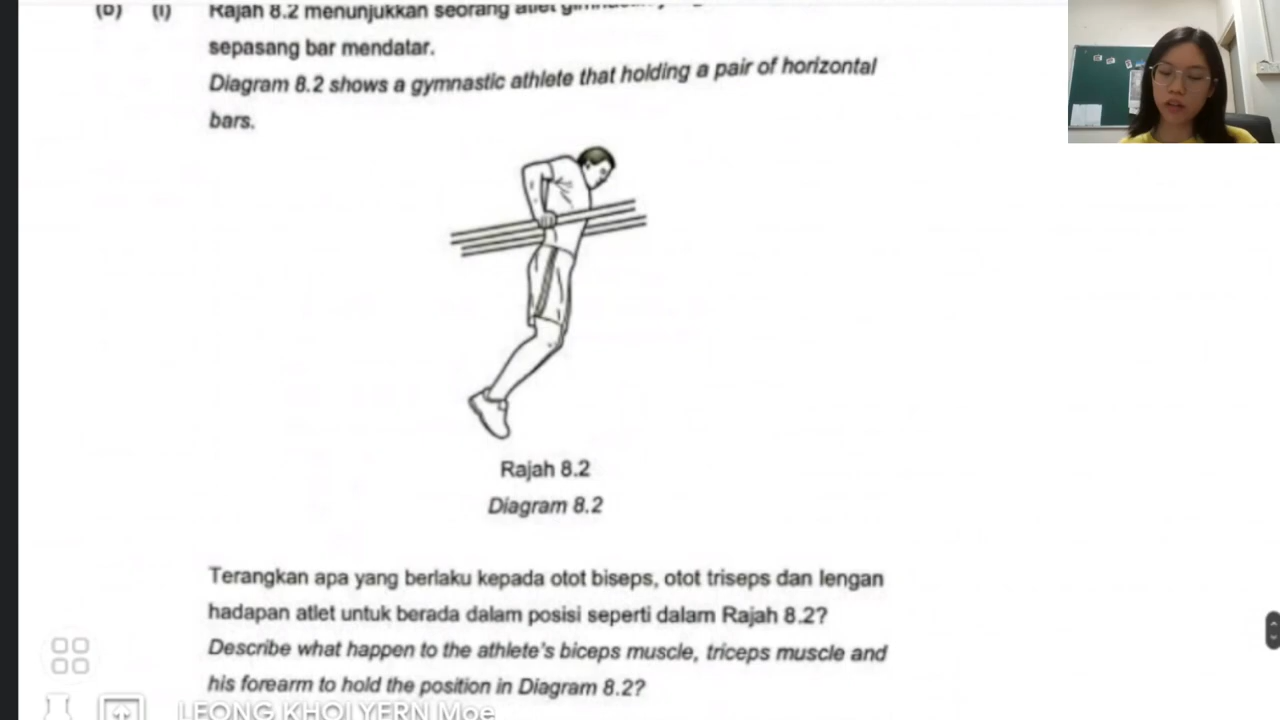 (b) (i) Rajah 8.2 menunjukkan seorang atlet
sepasang bar mendatar.
Diagram 8.2 shows a gymnastic athlete that holding a pair of horizontal
bars.
Rajah 8.2
Diagram 8.2
Terangkan apa yang berlaku kepada otot biseps, otot triseps dan lengan
hadapan atlet untuk berada dalam posisi seperti dalam Rajah 8.2?
Describe what happen to the athlete's biceps muscle, triceps muscle and
his forearm to hold the position in Diagram 8.2?
LEONG KHOI YERN Moe